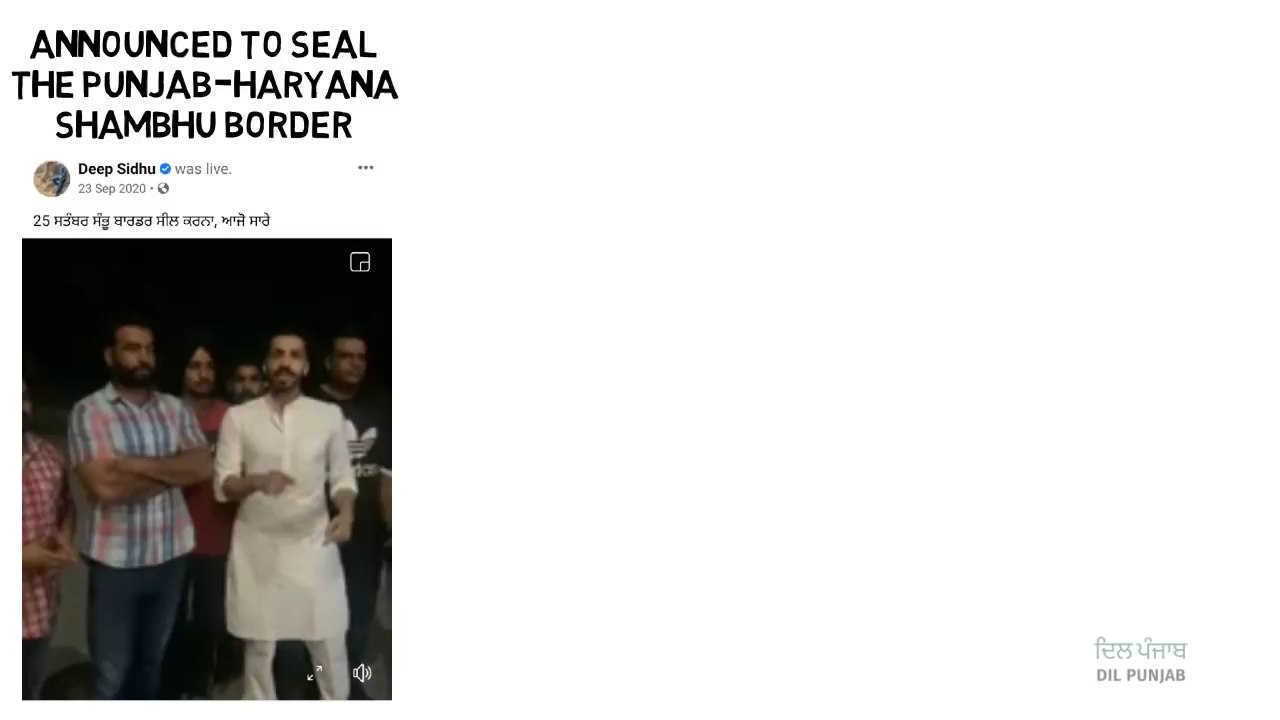 ANNOUNCED TO SEAL
THE PUNJAB-HARYANA
SHAMBHU BORDER
Deep Sidhu was live.
23 Sep 2020 •
25 ਸਤੰਬਰ ਸੰਭੂ ਬਾਰਡਰ ਸੀਲ ਕਰਨਾ, ਆਜੋ ਸਾਰੇ
adidas
ਦਿਲ ਪੰਜਾਬ
DIL PUNJAB